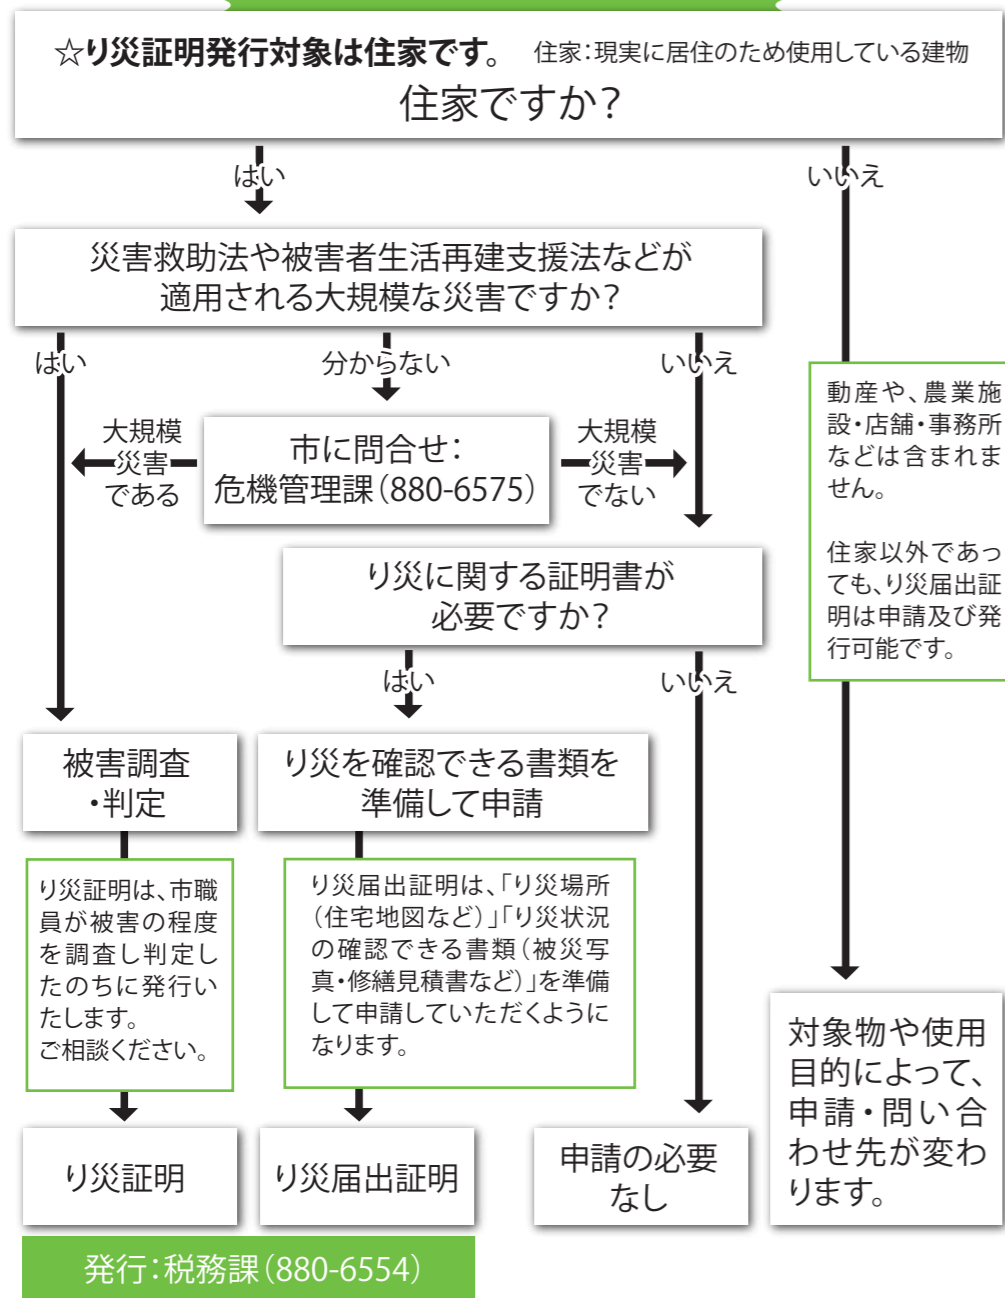 ☆り災証明発行対象は住家です。 住家：現実に居住のため使用している建物
住家ですか？
はい
いいえ
災害救助法や被害者生活再建支援法などが
適用される大規模な災害ですか？
はい
分からない
いいえ
大規模
災害
である
市に問合せ：
危機管理課（880-6575）
大規模
災害
でない
動産や、農業施
設・店舗・事務所
などは含まれま
せん。
住家以外であっ
ても、り災届出証
明は申請及び発
行可能です。
り災に関する証明書が
必要ですか？
はい
いいえ
被害調査
・判定
り災を確認できる書類を
準備して申請
り災証明は、市職
員が被害の程度
を調査し判定し
たのちに発行い
たします。
ご相談ください。
り災届出証明は、「り災場所
（住宅地図など）」「り災状況
の確認できる書類（被災写
真・修繕見積書など）」を準備
して申請していただくように
なります。
対象物や使用
目的によって、
申請・問い合
わせ先が変わ
ります。
り災証明
り災届出証明
申請の必要
なし
発行：税務課（880-6554）